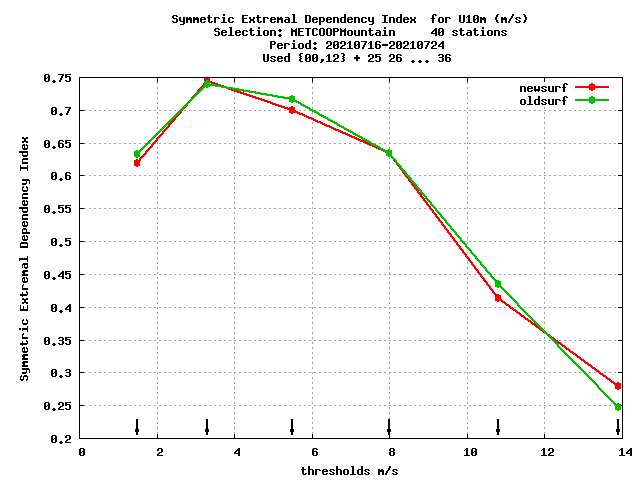 Symmetric Extremal Dependency Index  for U10m (m/s)
Selection: METCOOPMountain     40 stations
Period: 20210716-20210724
Used {00,12} + 25 26 ... 36
newsurf
oldsurf
Symmetric Extremal Dependency Index
0.75
0.7
0.65
0.6
0.55
0.5
0.45
0.4
0.35
0.3
0.25
0.2
0 2 4 6 8 10 12 14
thresholds m/s